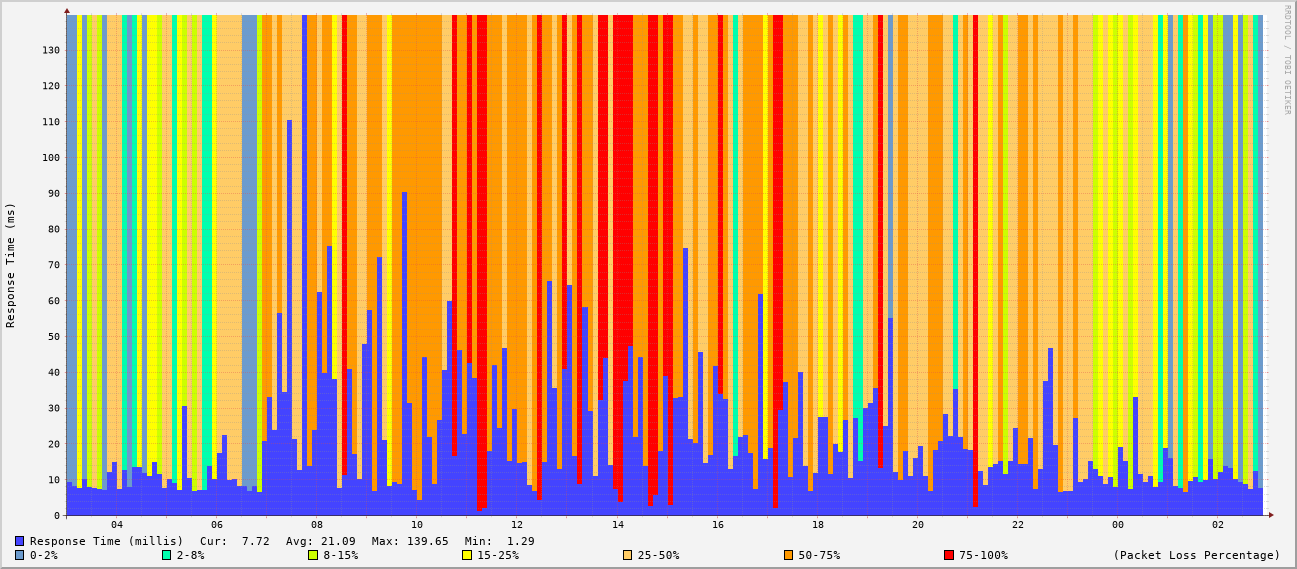 RRDTOOL / TOBI OETIKER
Response Time (ms)
130
120
110
100
90
80
70
60
50
40
30
20
10
0
04 06 08 10 12 14 16 18 20 22 00 02
Response Time (millis) Cur: 7.72 Avg: 21.09 Max: 139.65 Min: 1.29
0-2% 2-8% 8-15% 15-25% 25-50% 50-75% 75-100% (Packet Loss Percentage)